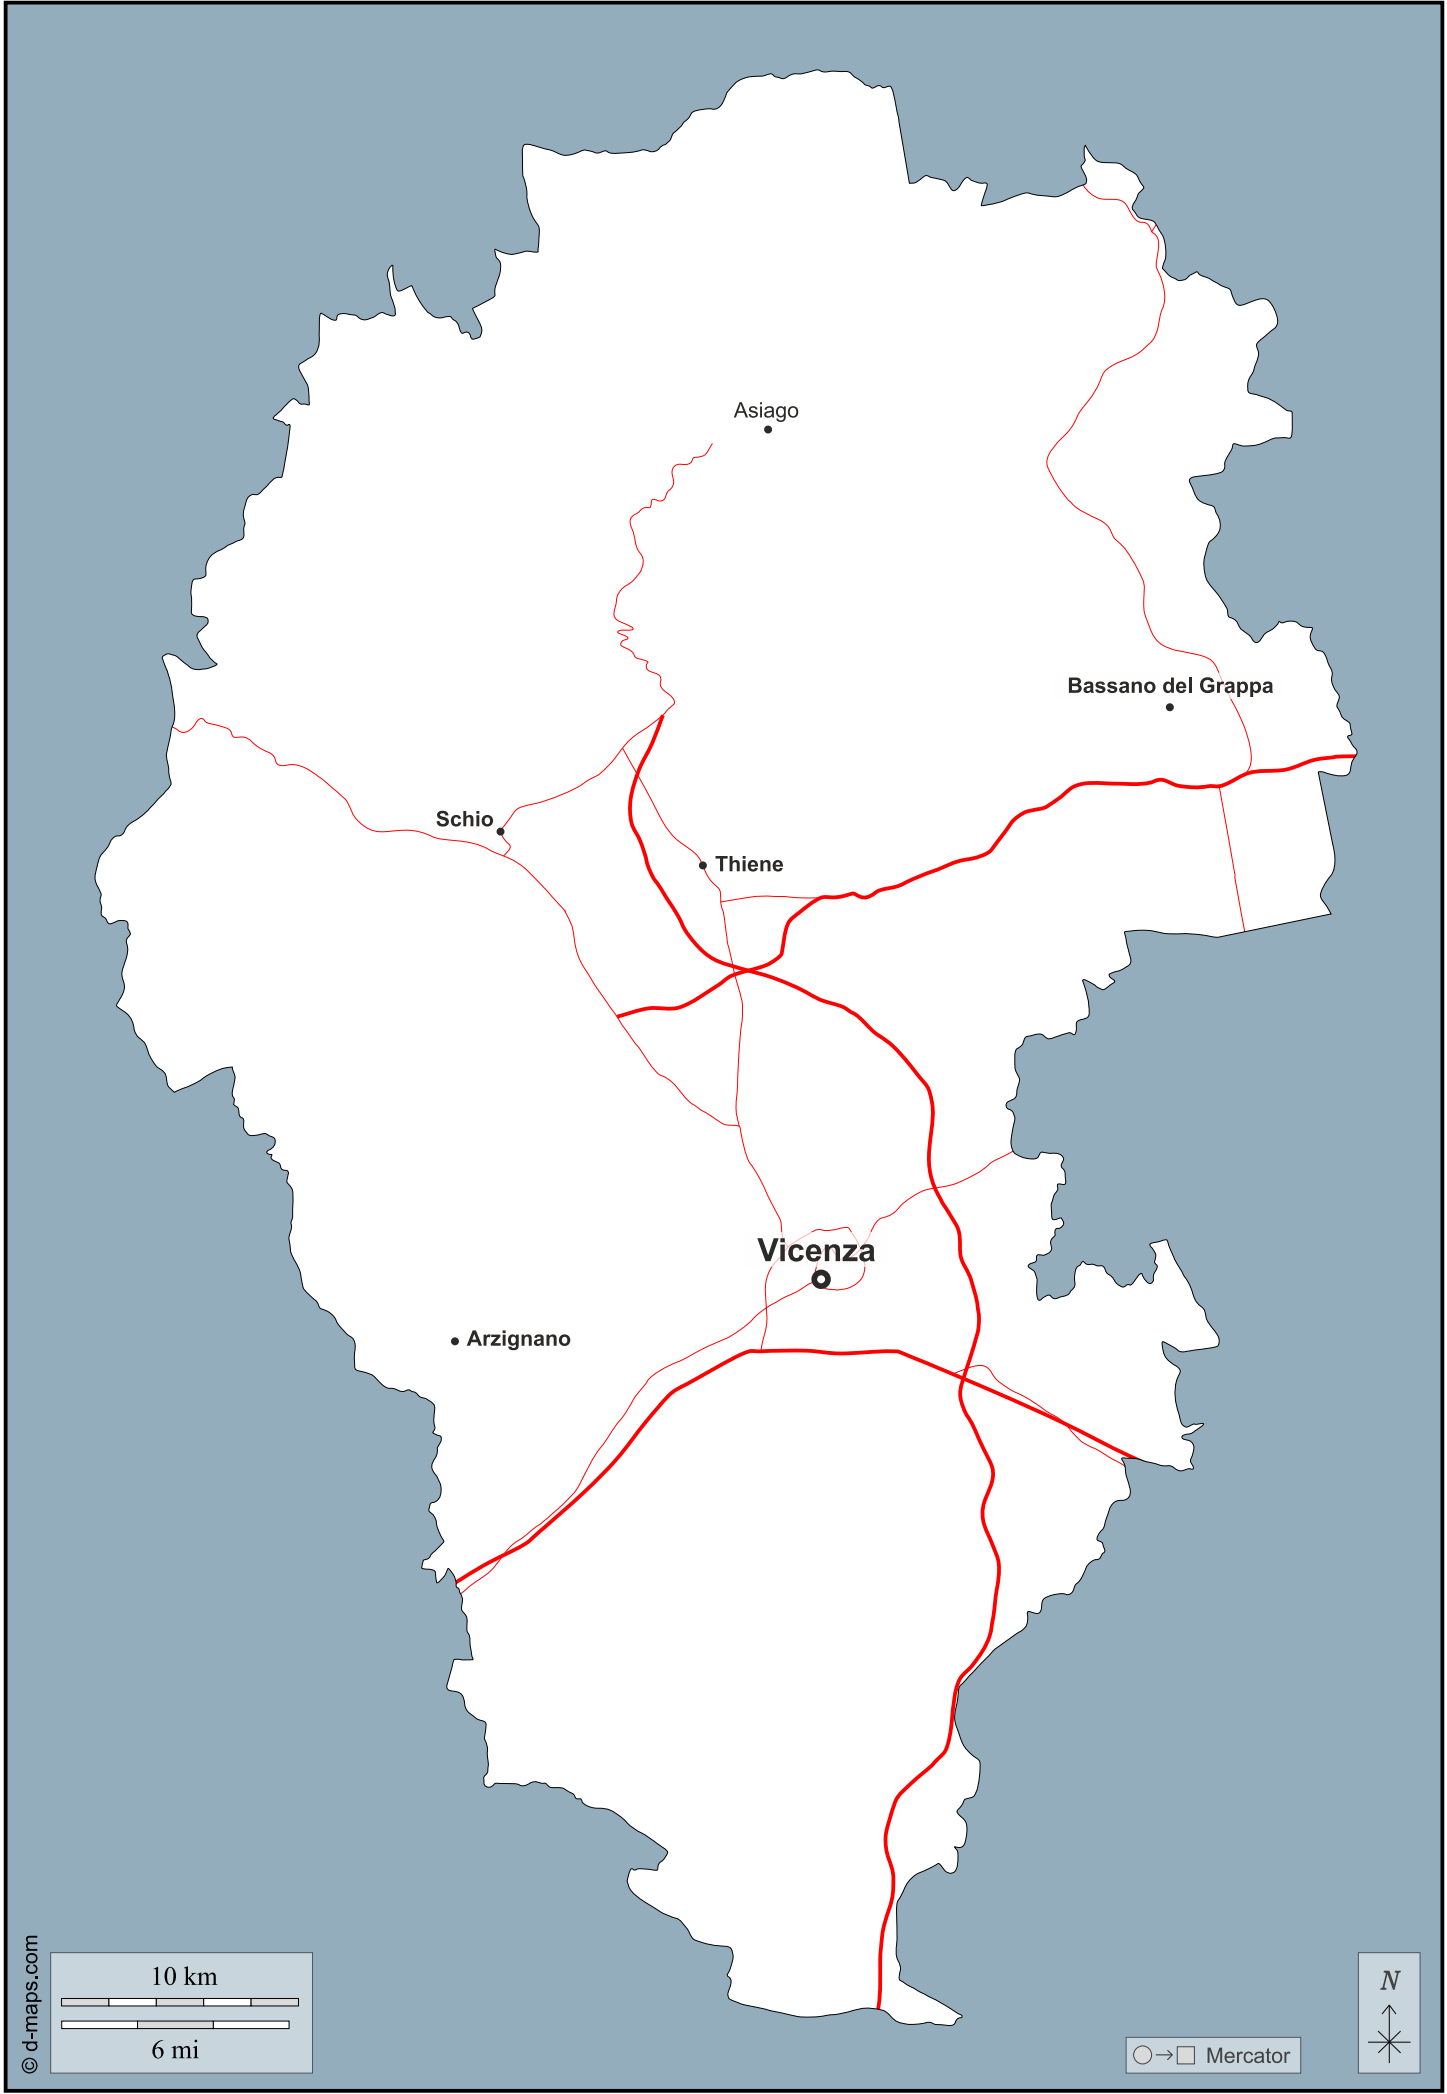 Asiago
Bassano del Grappa
Schio
Thiene
Vicenza
Arzignano
© d-maps.com
10 km
6 mi
N
Mercator